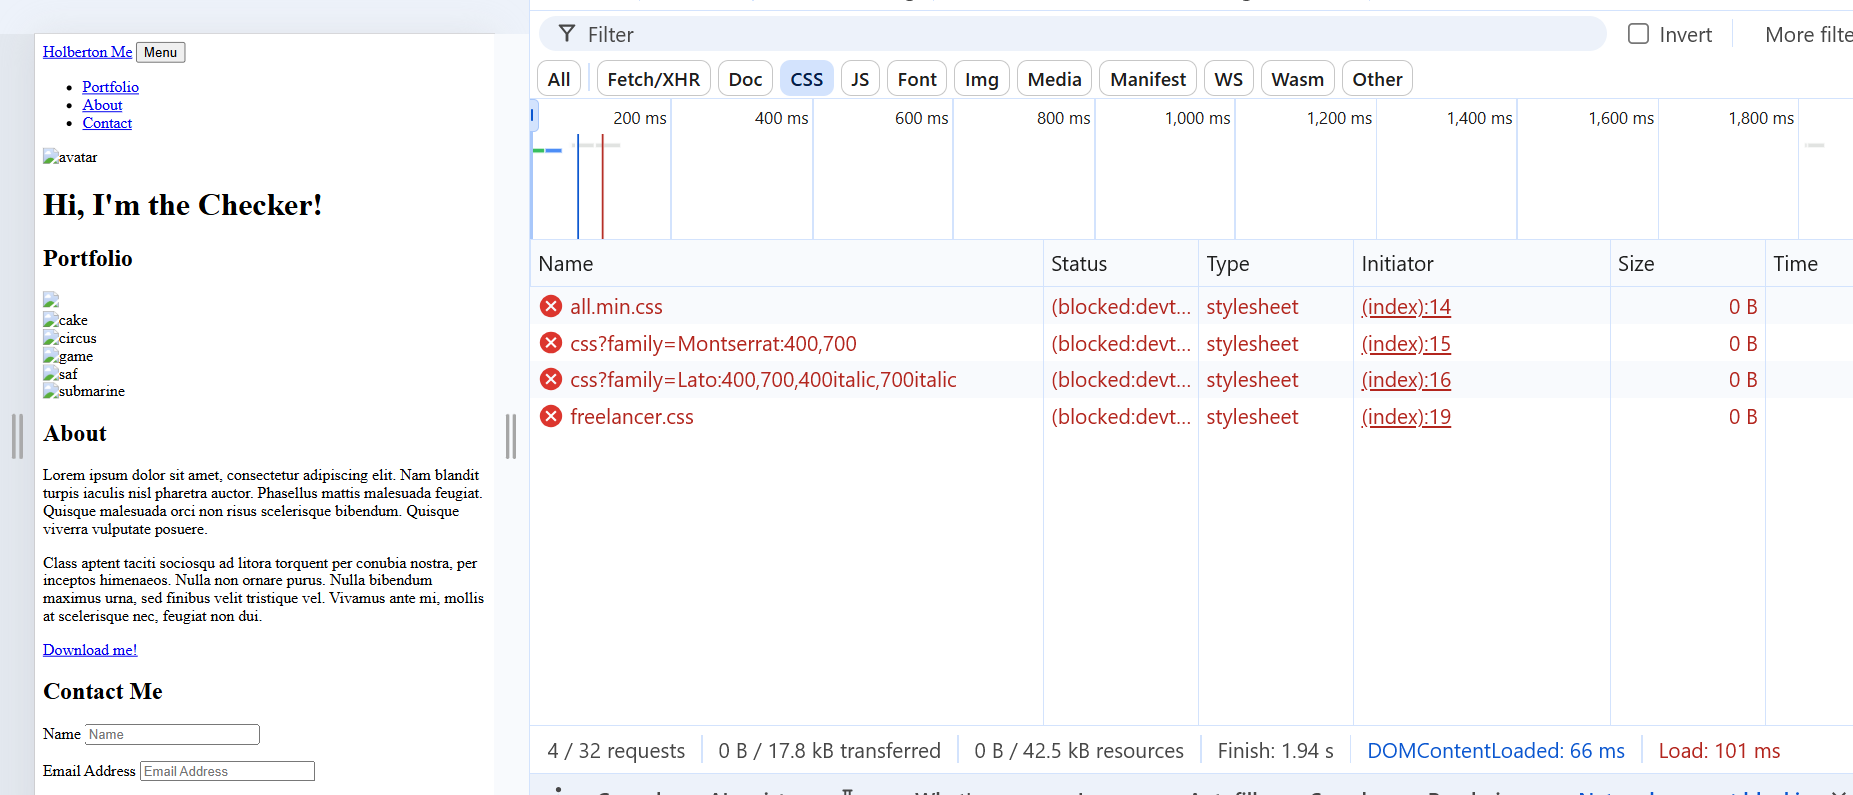 Holberton Me Menu
Portfolio
About
Contact
avatar
Hi, I'm the Checker!
Portfolio
cake
circus
game
saf
submarine
About
Lorem ipsum dolor sit amet, consectetur adipiscing elit. Nam blandit
turpis iaculis nisl pharetra auctor. Phasellus mattis malesuada feugiat.
Quisque malesuada orci non risus scelerisque bibendum. Quisque
viverra vulputate posuere.
Class aptent taciti sociosqu ad litora torquent per conubia nostra, per
inceptos himenaeos. Nulla non ornare purus. Nulla bibendum
maximus urna, sed finibus velit tristique vel. Vivamus ante mi, mollis
at scelerisque nec, feugiat non dui.
Download me!
Contact Me
Name Name
Email Address Email Address
Filter Invert More filte
All Fetch/XHR Doc CSS JS Font Img Media Manifest WS Wasm Other
200 ms 400 ms 600 ms 800 ms 1,000 ms 1,200 ms 1,400 ms 1,600 ms 1,800 ms
Name Status Type Initiator Size Time
all.min.css (blocked:devt... stylesheet (index):14 0 B
css?family=Montserrat:400,700 (blocked:devt... stylesheet (index):15 0 B
css?family=Lato:400,700,400italic,700italic (blocked:devt... stylesheet (index):16 0 B
freelancer.css (blocked:devt... stylesheet (index):19 0 B
4 / 32 requests 0 B / 17.8 kB transferred 0 B / 42.5 kB resources Finish: 1.94 s DOMContentLoaded: 66 ms Load: 101 ms